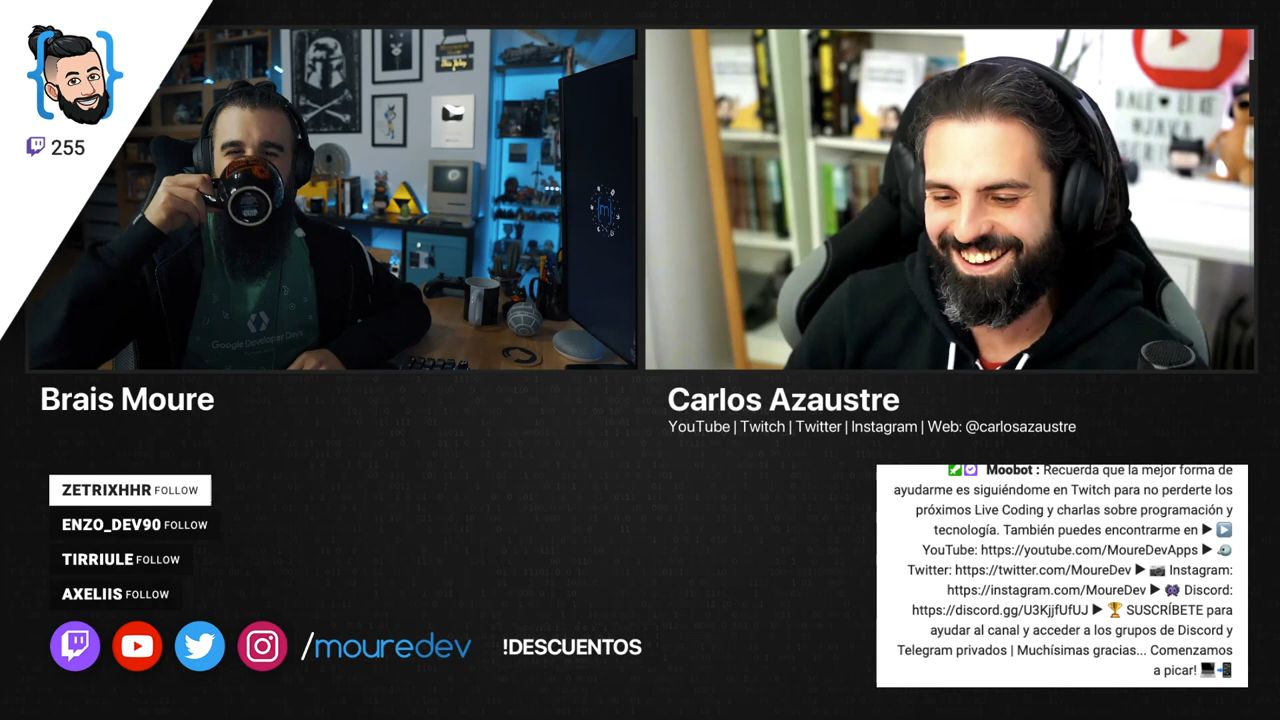 255
Google Developer Devs
Brais Moure
Carlos Azaustre
YouTube | Twitch | Twitter | Instagram | Web: @carlosazaustre
ZETRIXHHR FOLLOW
ENZO_DEV90 FOLLOW
TIRRIULE FOLLOW
AXELIIS FOLLOW
/mouredev
!DESCUENTOS
Moobot : Recuerda que la mejor forma de
ayudarme es siguiéndome en Twitch para no perderte los
próximos Live Coding y charlas sobre programación y
tecnología. También puedes encontrarme en ▶ ▶️
YouTube: https://youtube.com/MoureDevApps ▶ 🐦
Twitter: https://twitter.com/MoureDev ▶ 📷 Instagram:
https://instagram.com/MoureDev ▶ 👾 Discord:
https://discord.gg/U3KjjfUfUJ ▶ 🏆 SUSCRÍBETE para
ayudar al canal y acceder a los grupos de Discord y
Telegram privados | Muchísimas gracias... Comenzamos
a picar! 💻📲